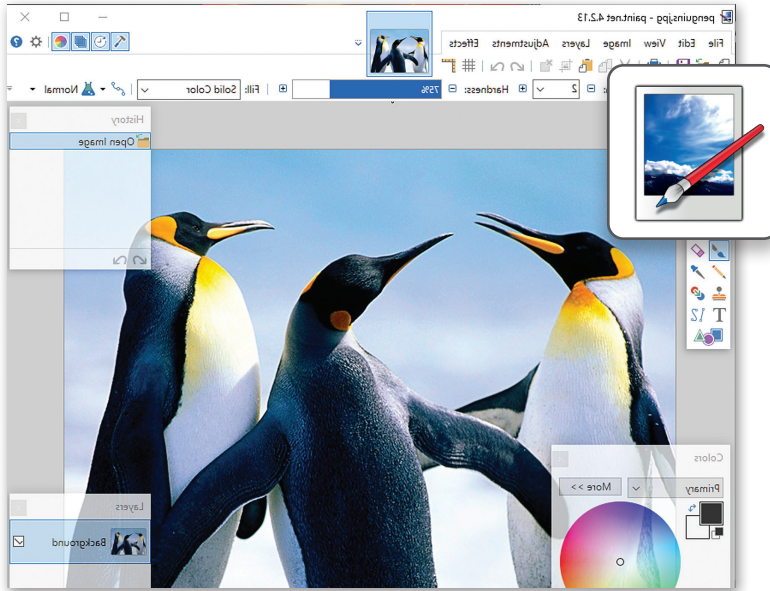 penguins.jpg - paint.net 4.2.13
File Edit View Image Layers Adjustments Effects
Hardness: 75% Fill: Solid Color Normal
2
History
Open Image
Colors
Primary More >>
Layers
Background